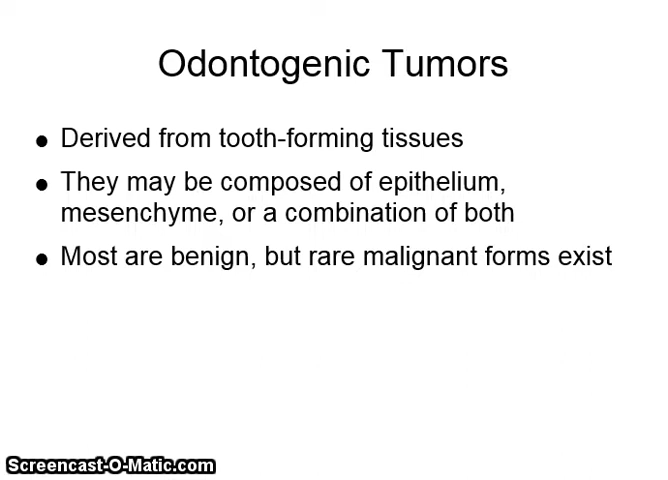 Odontogenic Tumors
● Derived from tooth-forming tissues
● They may be composed of epithelium,
mesenchyme, or a combination of both
● Most are benign, but rare malignant forms exist
Screencast-O-Matic.com